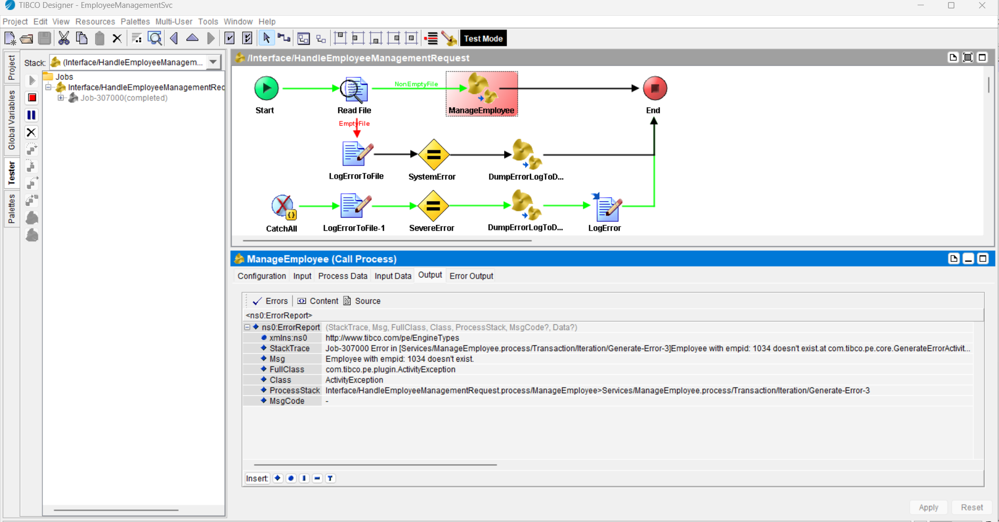 TIBCO Designer - EmployeeManagementSvc
Project Edit View Resources Palettes Multi-User Tools Window Help
Test Mode
Project
Global Variables
Tester
Palettes
Stack: (Interface/HandleEmployeeManagem...
Jobs
Interface/HandleEmployeeManagementReq
Job-307000(completed)
/Interface/HandleEmployeeManagementRequest
NonEmptyFile
Start Read File ManageEmployee End
EmptyFile
LogErrorToFile SystemError DumpErrorLogToD...
CatchAll LogErrorToFile-1 SevereError DumpErrorLogToD... LogError
ManageEmployee (Call Process)
Configuration Input Process Data Input Data Output Error Output
Errors Content Source
<ns0:ErrorReport>
ns0:ErrorReport (StackTrace, Msg, FullClass, Class, ProcessStack, MsgCode?, Data?)
xmlns:ns0 http://www.tibco.com/pe/EngineTypes
StackTrace Job-307000 Error in [Services/ManageEmployee.process/Transaction/Iteration/Generate-Error-3]Employee with empid: 1034 doesn't exist.at com.tibco.pe.core.GenerateErrorActivit...
Msg Employee with empid: 1034 doesn't exist.
FullClass com.tibco.pe.plugin.ActivityException
Class ActivityException
ProcessStack Interface/HandleEmployeeManagementRequest.process/ManageEmployee>Services/ManageEmployee.process/Transaction/Iteration/Generate-Error-3
MsgCode -
Insert: T
Apply Reset